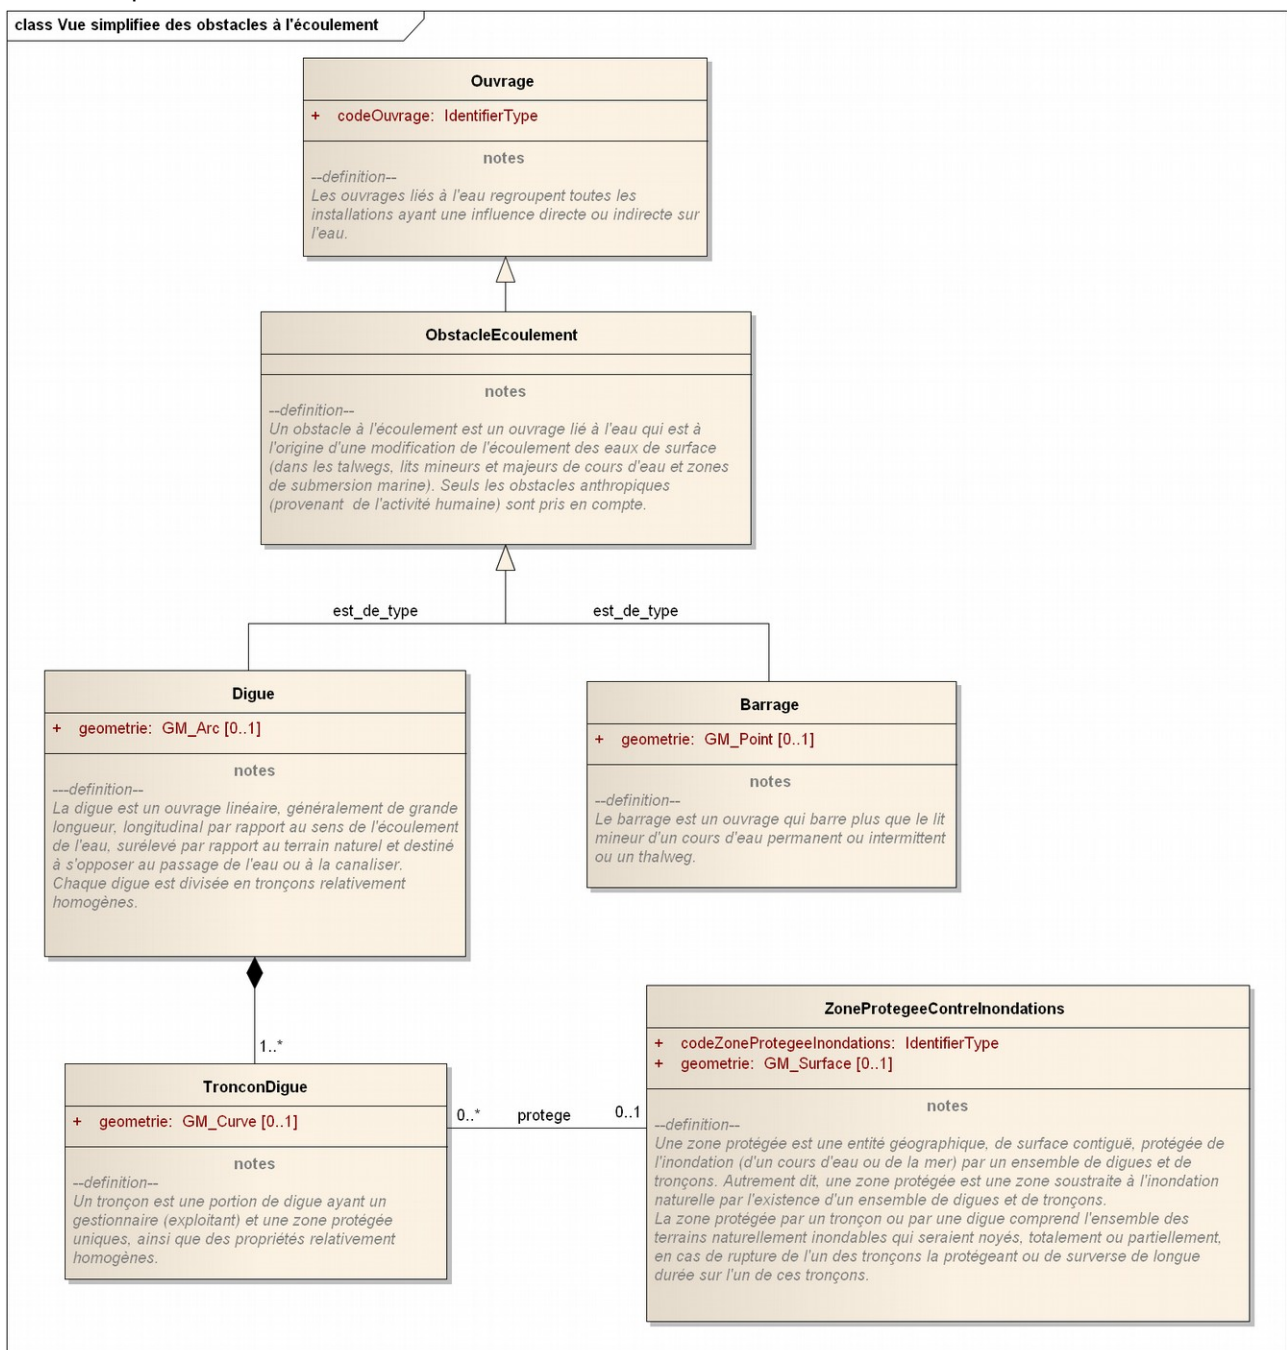 class Vue simplifiee des obstacles à l'écoulement
Ouvrage
+ codeOuvrage: IdentifierType
notes
--definition--
Les ouvrages liés à l'eau regroupent toutes les
installations ayant une influence directe ou indirecte sur
l'eau.
ObstacleEcoulement
notes
--definition--
Un obstacle à l'écoulement est un ouvrage lié à l'eau qui est à
l'origine d'une modification de l'écoulement des eaux de surface
(dans les talwegs, lits mineurs et majeurs de cours d'eau et zones
de submersion marine). Seuls les obstacles anthropiques
(provenant de l'activité humaine) sont pris en compte.
est_de_type
est_de_type
Digue
+ geometrie: GM_Arc [0..1]
notes
---definition--
La digue est un ouvrage linéaire, généralement de grande
longueur, longitudinal par rapport au sens de l'écoulement
de l'eau, surélevé par rapport au terrain naturel et destiné
à s'opposer au passage de l'eau ou à la canaliser.
Chaque digue est divisée en tronçons relativement
homogènes.
Barrage
+ geometrie: GM_Point [0..1]
notes
--definition--
Le barrage est un ouvrage qui barre plus que le lit
mineur d'un cours d'eau permanent ou intermittent
ou un thalweg.
1..*
TronconDigue
+ geometrie: GM_Curve [0..1]
notes
--definition--
Un tronçon est une portion de digue ayant un
gestionnaire (exploitant) et une zone protégée
uniques, ainsi que des propriétés relativement
homogènes.
0..* protege 0..1
ZoneProtegeeContreInondations
+ codeZoneProtegeeInondations: IdentifierType
+ geometrie: GM_Surface [0..1]
notes
--definition--
Une zone protégée est une entité géographique, de surface contiguë, protégée de
l'inondation (d'un cours d'eau ou de la mer) par un ensemble de digues et de
tronçons. Autrement dit, une zone protégée est une zone soustraite à l'inondation
naturelle par l'existence d'un ensemble de digues et de tronçons.
La zone protégée par un tronçon ou par une digue comprend l'ensemble des
terrains naturellement inondables qui seraient noyés, totalement ou partiellement,
en cas de rupture de l'un des tronçons la protégeant ou de surverse de longue
durée sur l'un de ces tronçons.